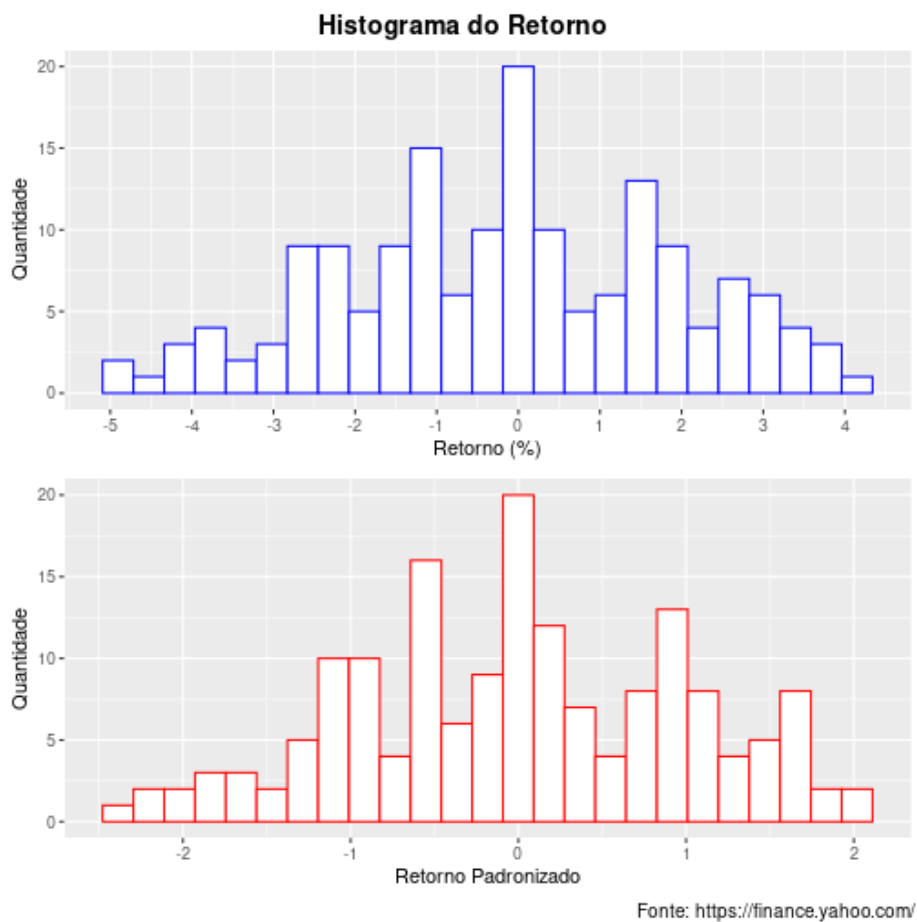 Histograma do Retorno
20
15
10
5
0
Quantidade
-5 -4 -3 -2 -1 0 1 2 3 4
Retorno (%)
20
15
10
5
0
Quantidade
-2 -1 0 1 2
Retorno Padronizado
Fonte: https://finance.yahoo.com/